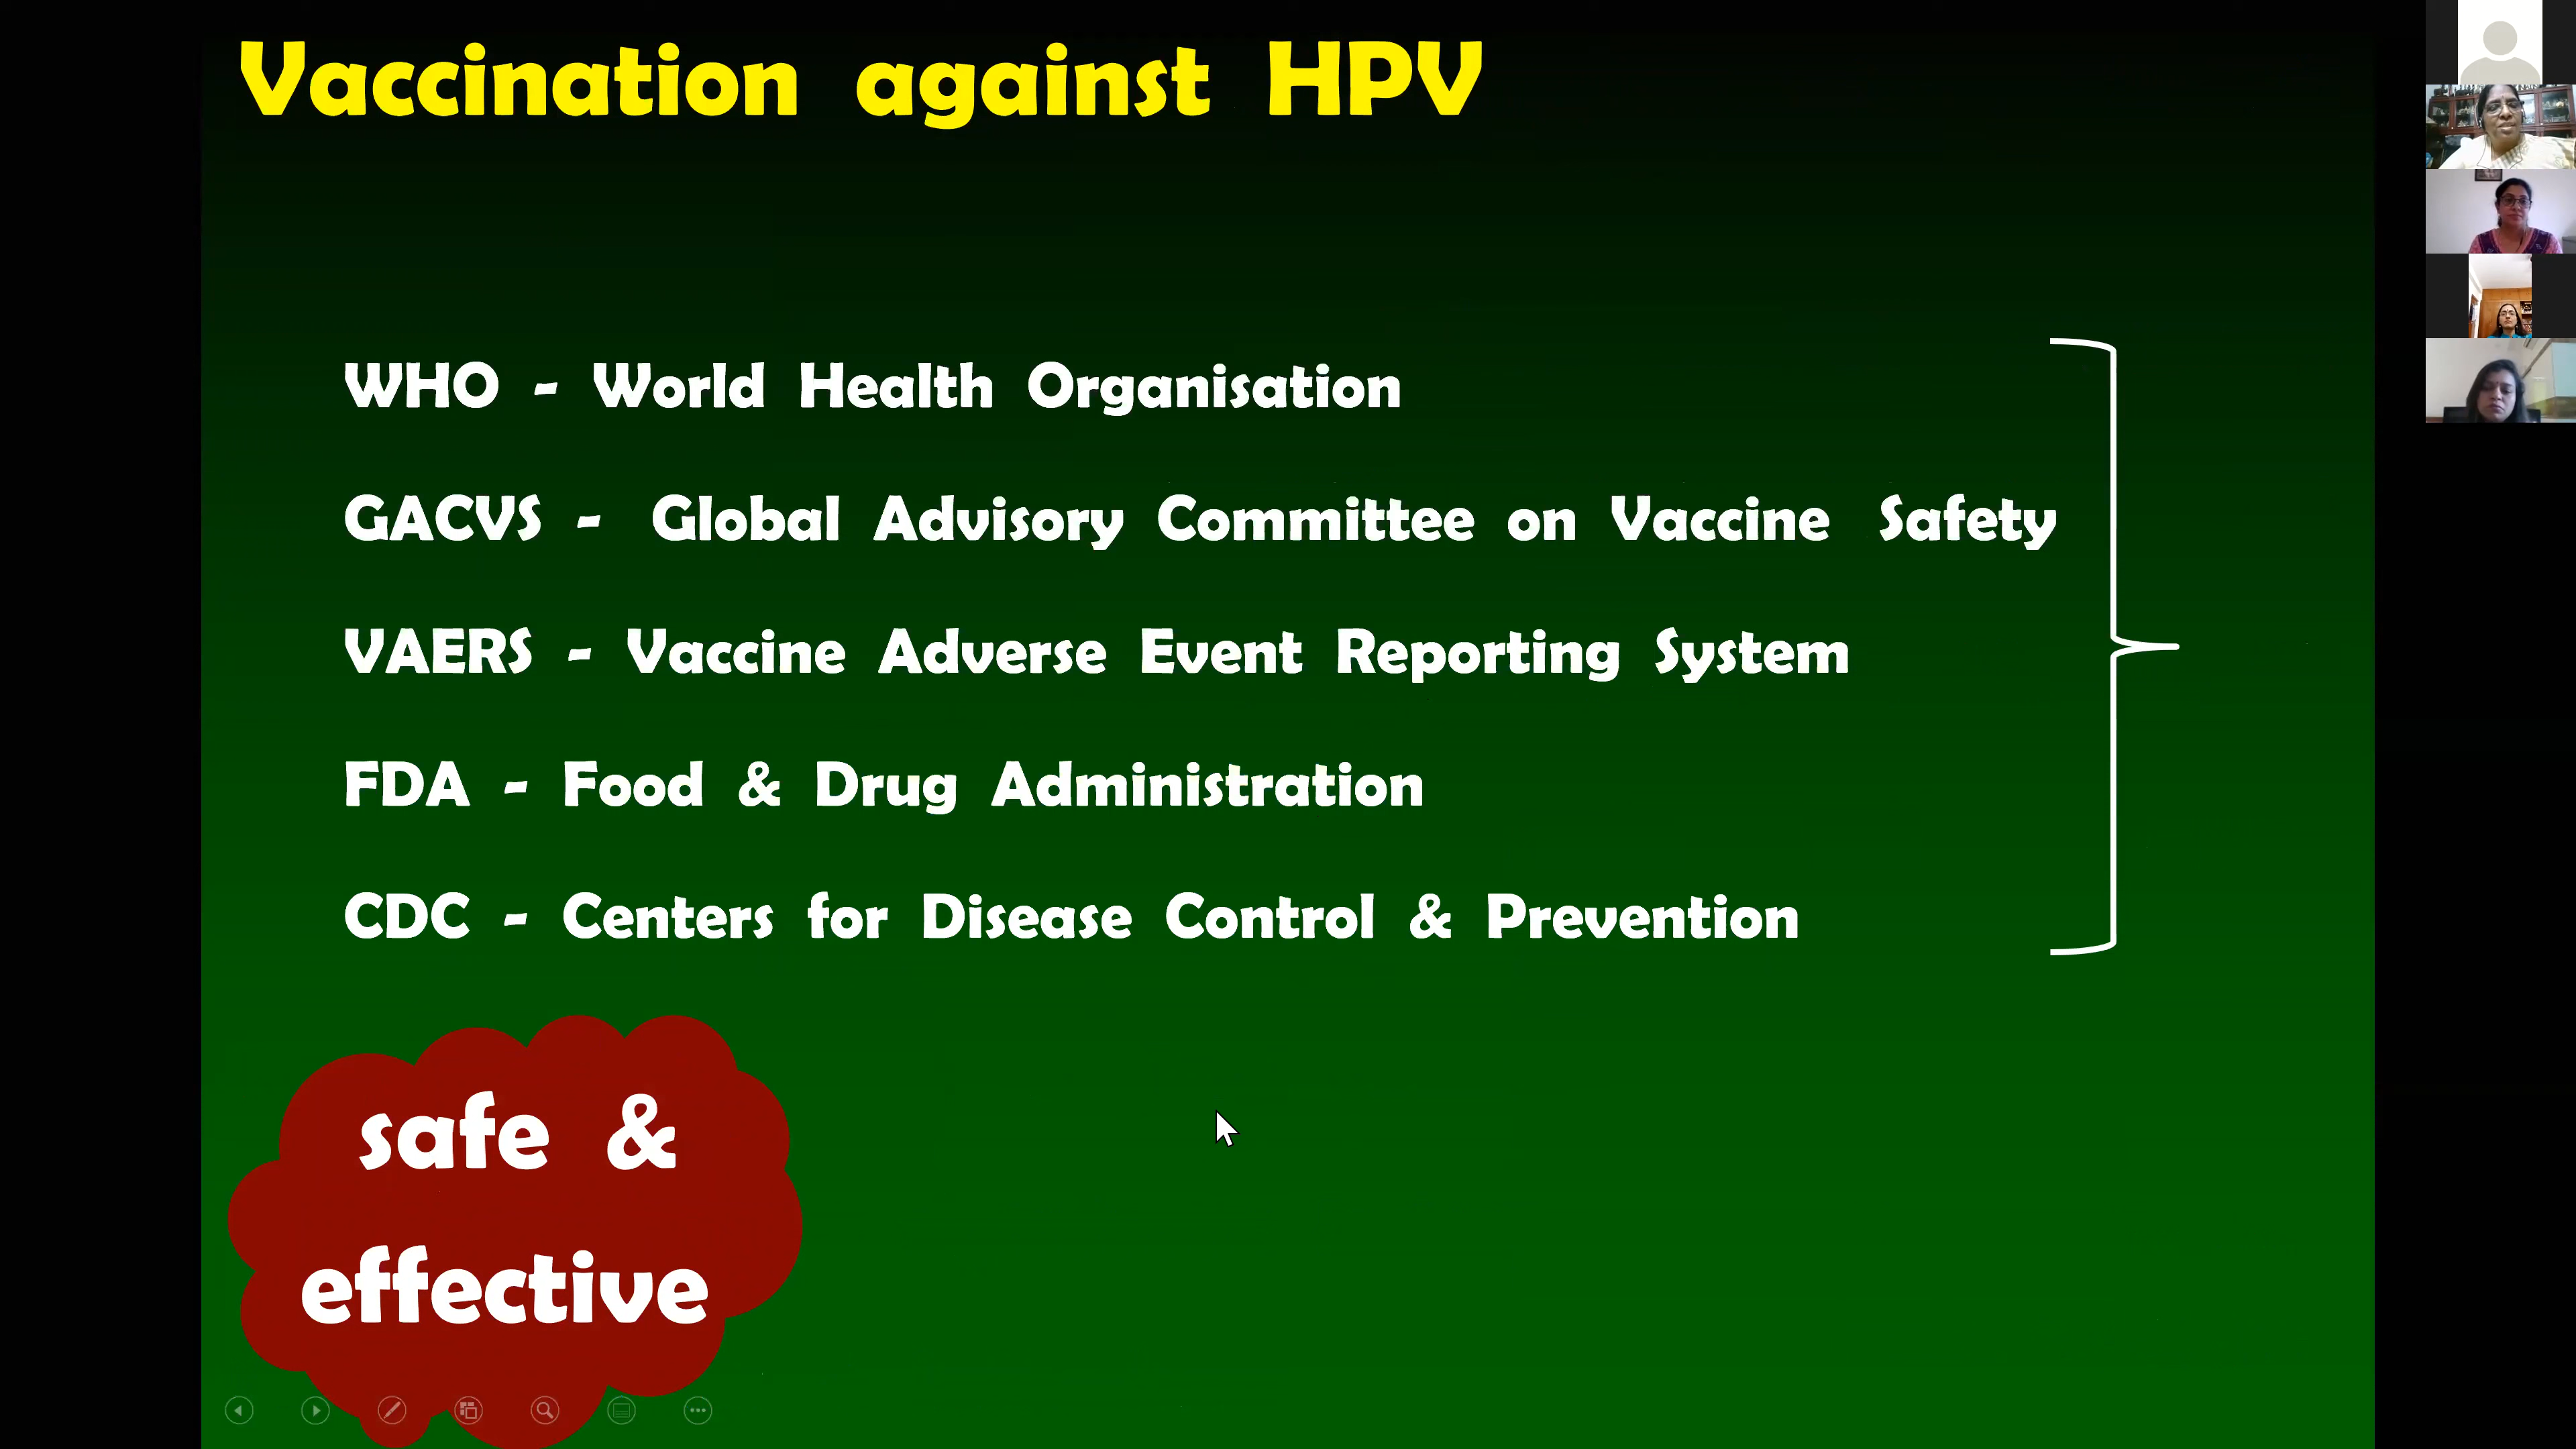 Vaccination against HPV
WHO - World Health Organisation
GACVS - Global Advisory Committee on Vaccine Safety
VAERS - Vaccine Adverse Event Reporting System
FDA - Food & Drug Administration
CDC - Centers for Disease Control & Prevention
safe &
effective